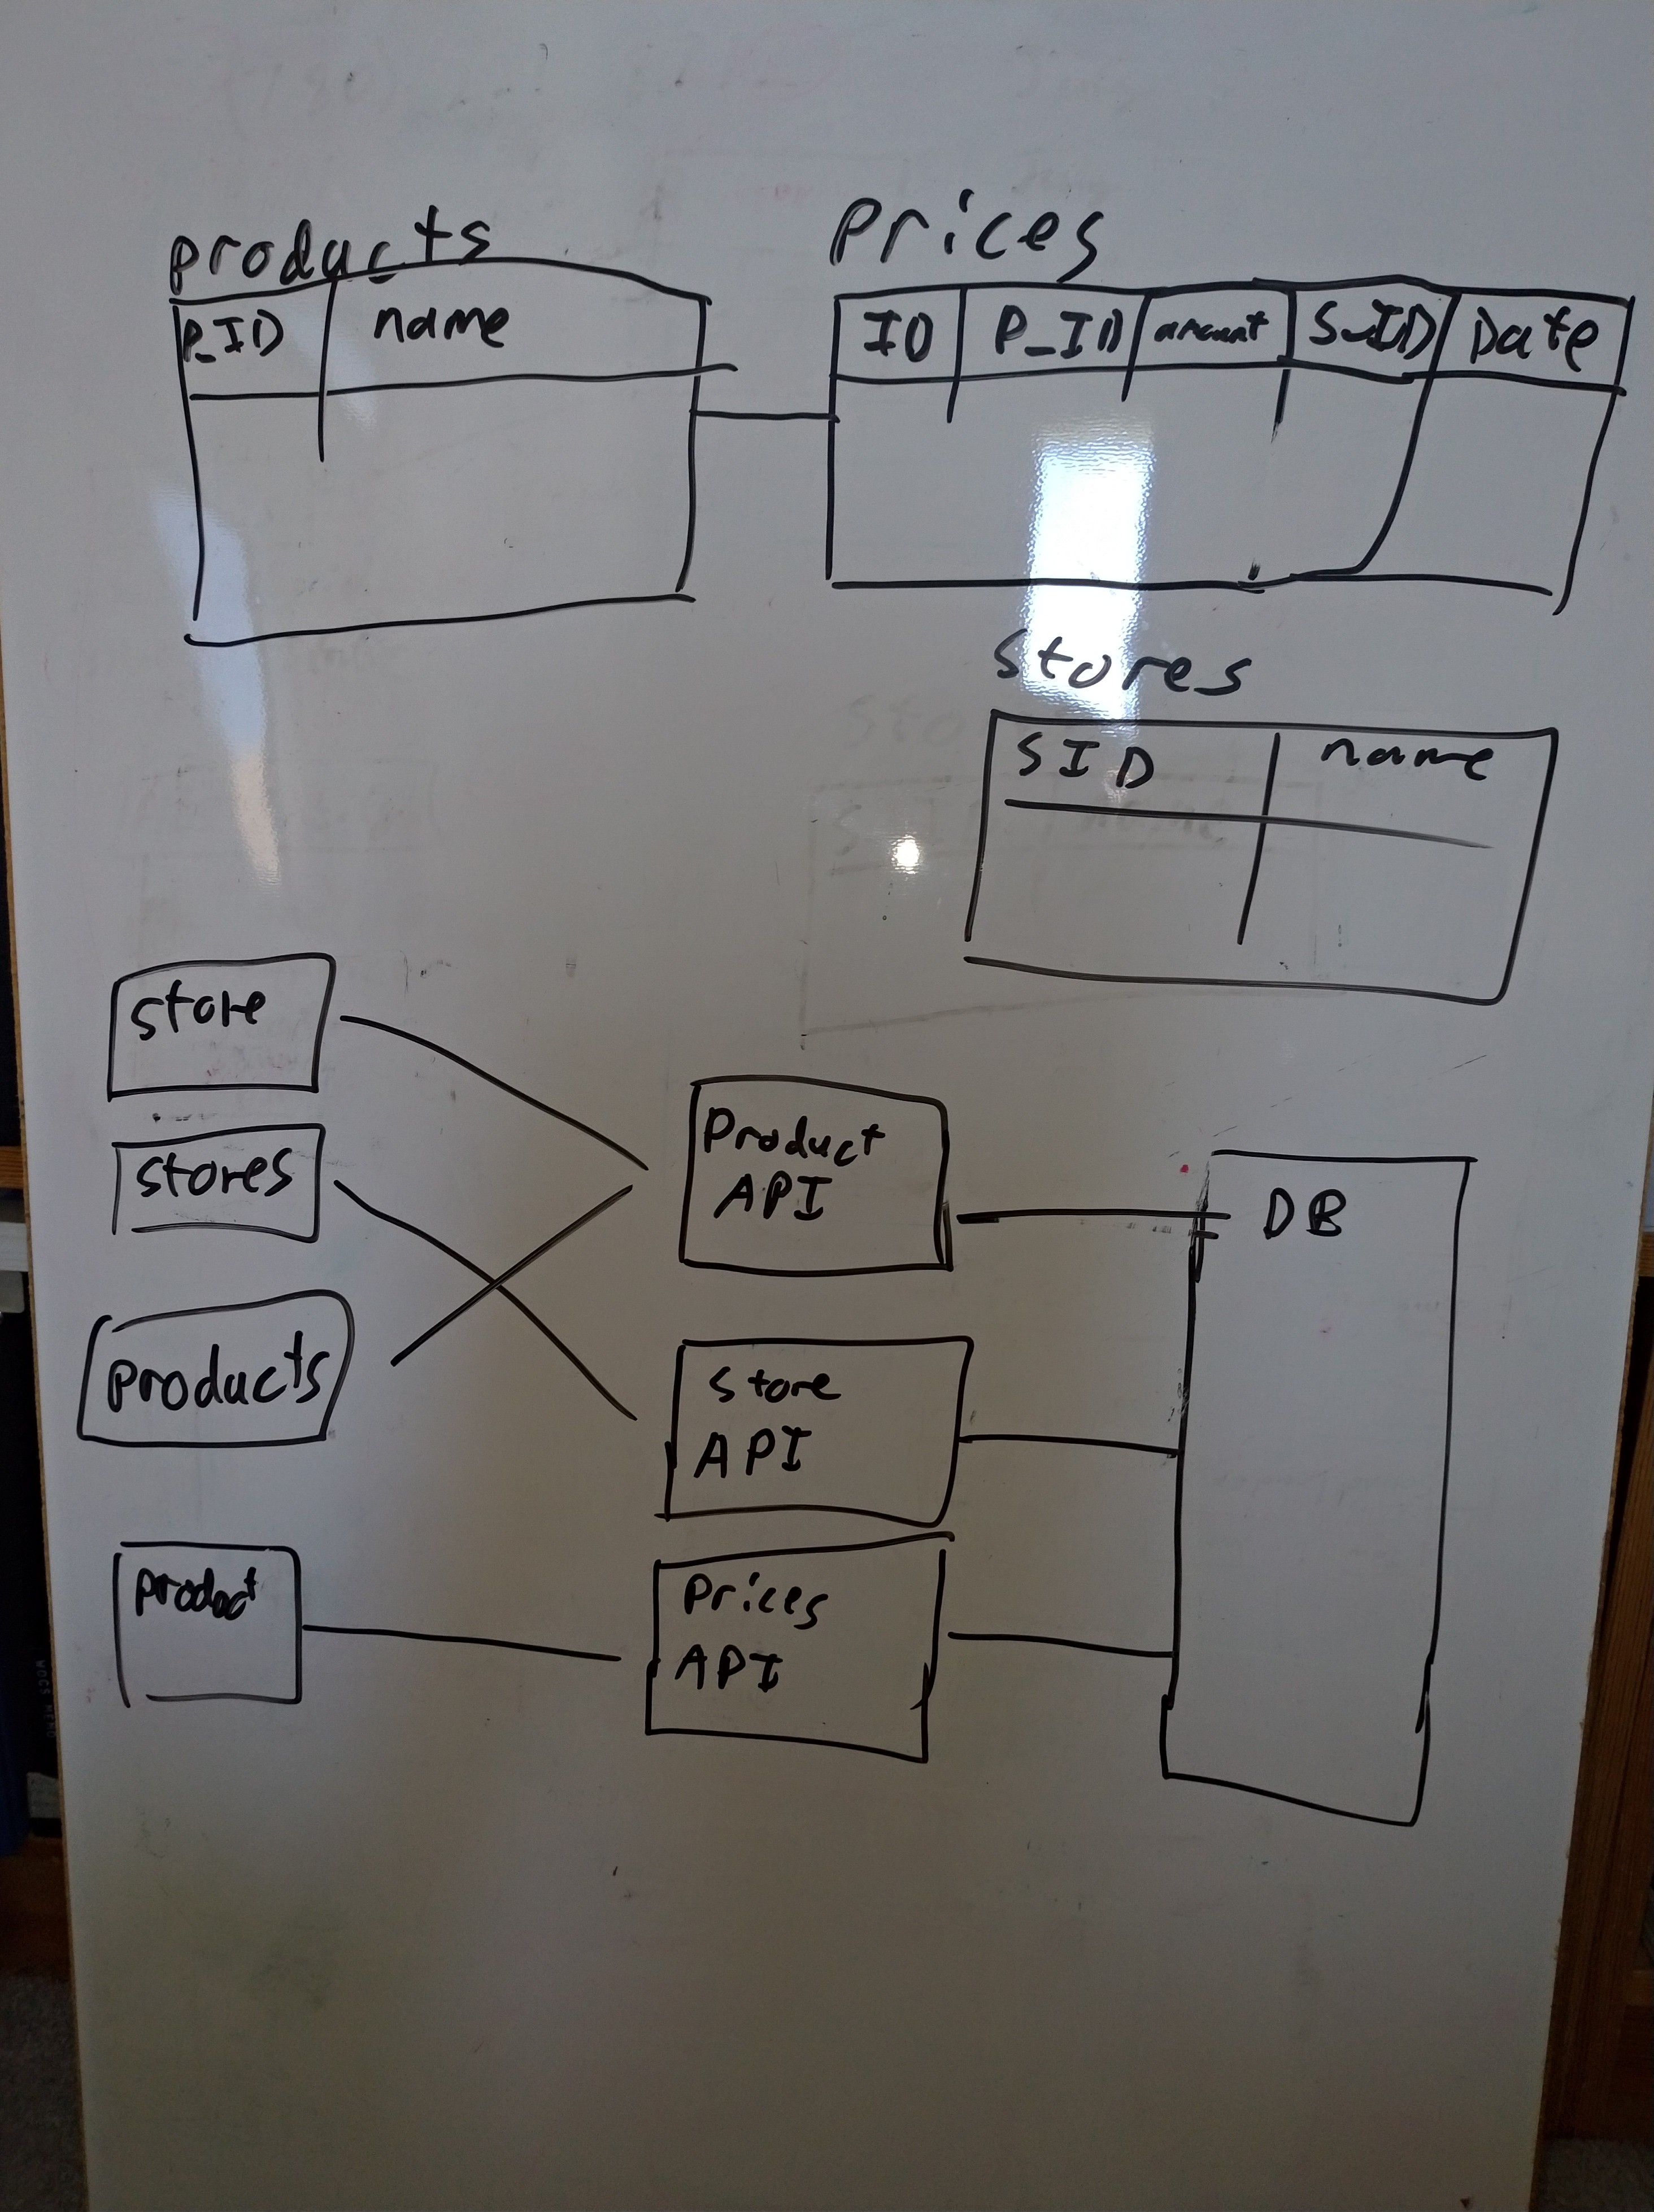 products
P_ID name
Prices
ID P_ID amount S_ID Date
Stores
SID name
store
stores
products
product
Product
API
Store
API
Prices
API
DB